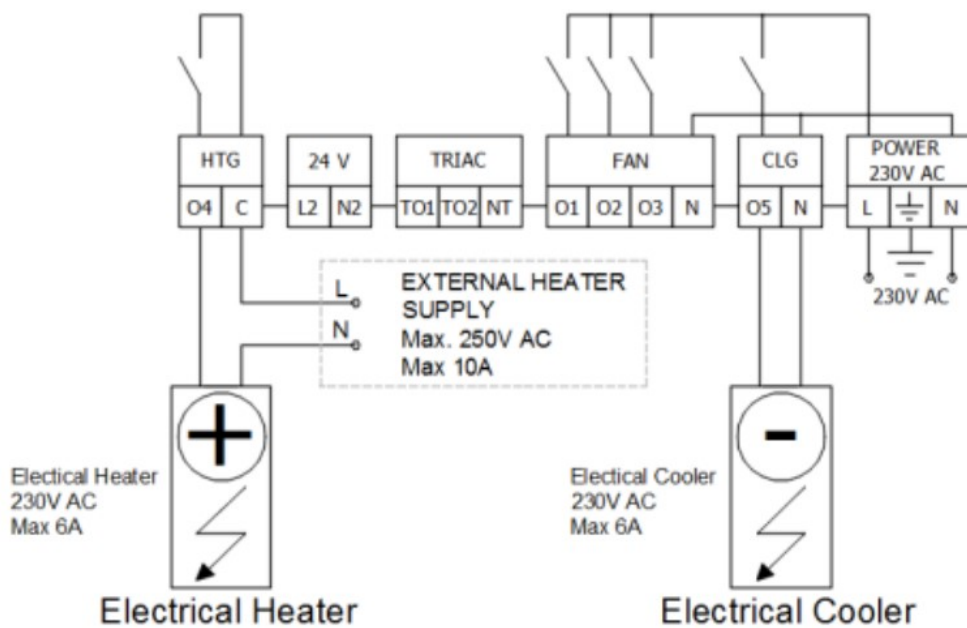 HTG
24 V
TRIAC
FAN
CLG
POWER
230V AC
O4 C
L2 N2
TO1 TO2 NT
O1 O2 O3 N
O5 N
L N
230V AC
L
N
EXTERNAL HEATER
SUPPLY
Max. 250V AC
Max 10A
Electical Heater
230V AC
Max 6A
Electical Cooler
230V AC
Max 6A
Electrical Heater
Electrical Cooler